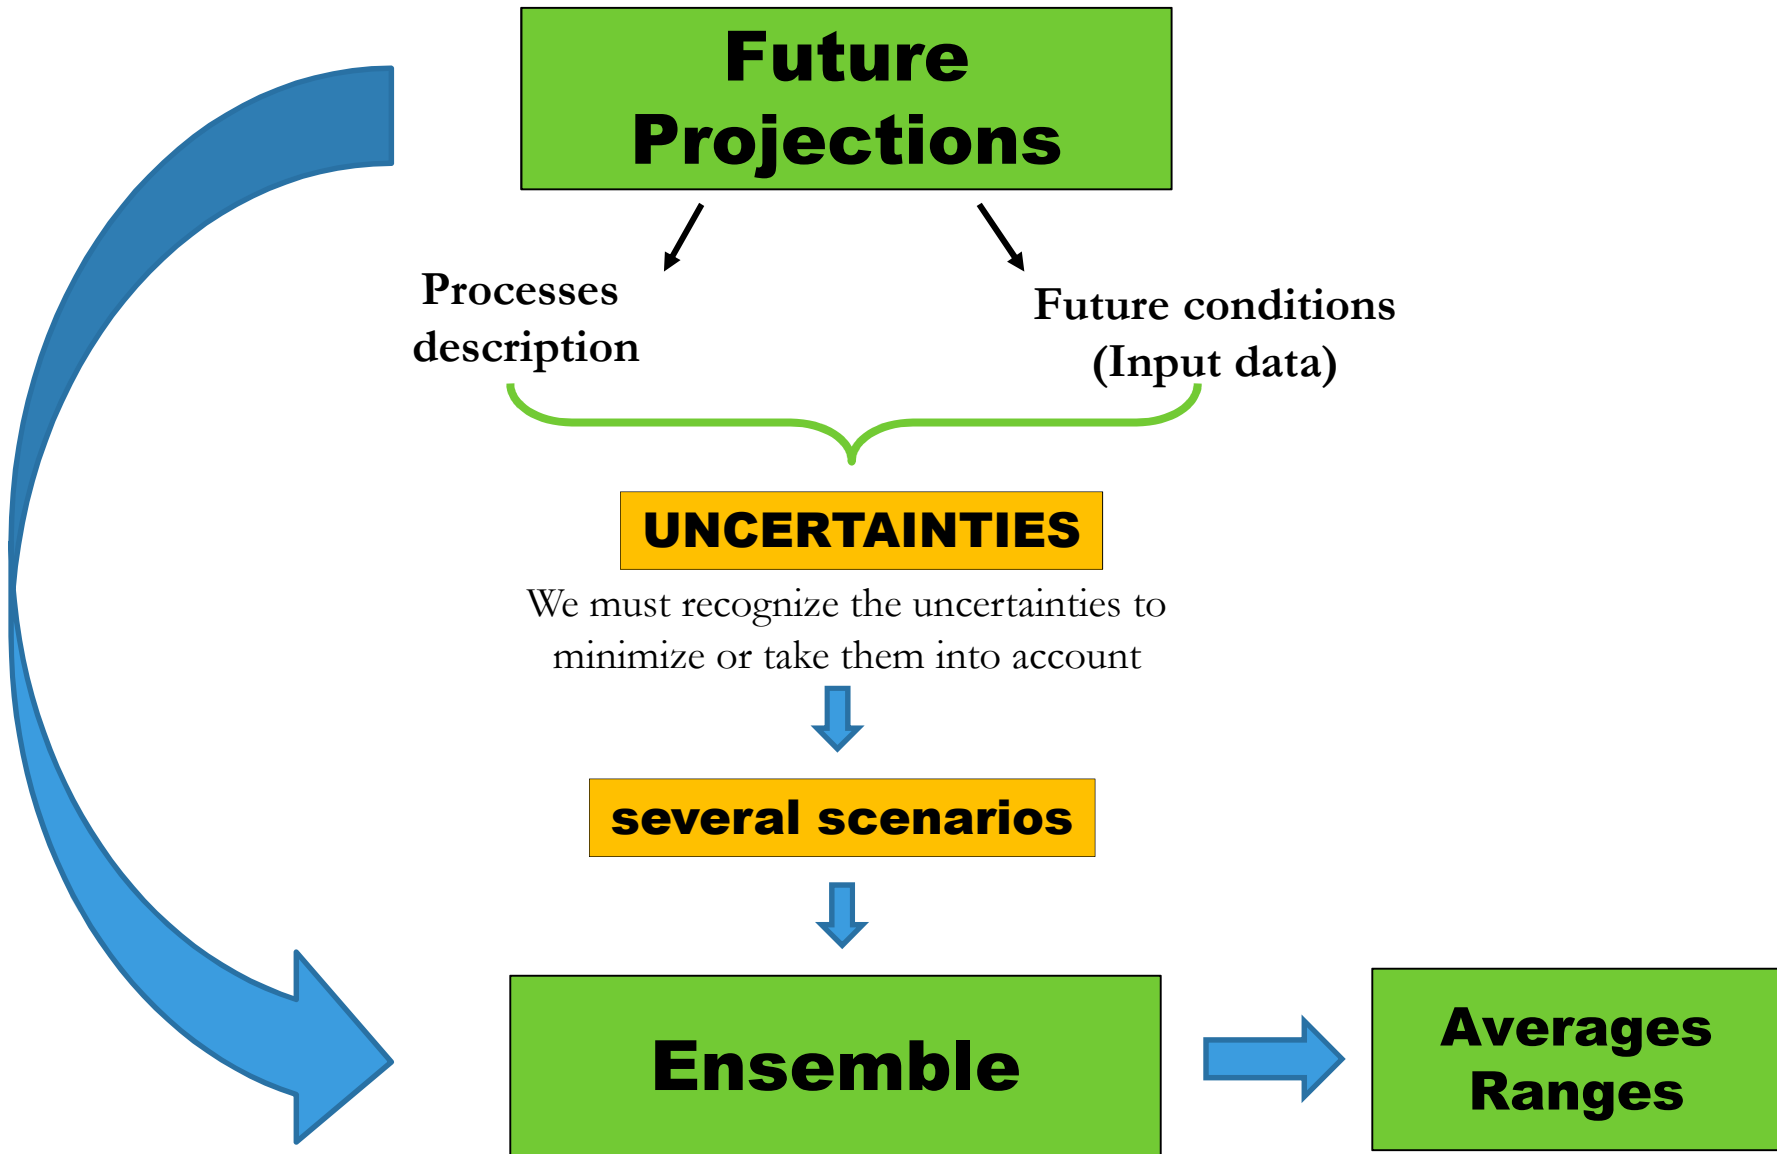 Future
Projections
Processes
description
Future conditions
(Input data)
UNCERTAINTIES
We must recognize the uncertainties to
minimize or take them into account
several scenarios
Ensemble
Averages
Ranges